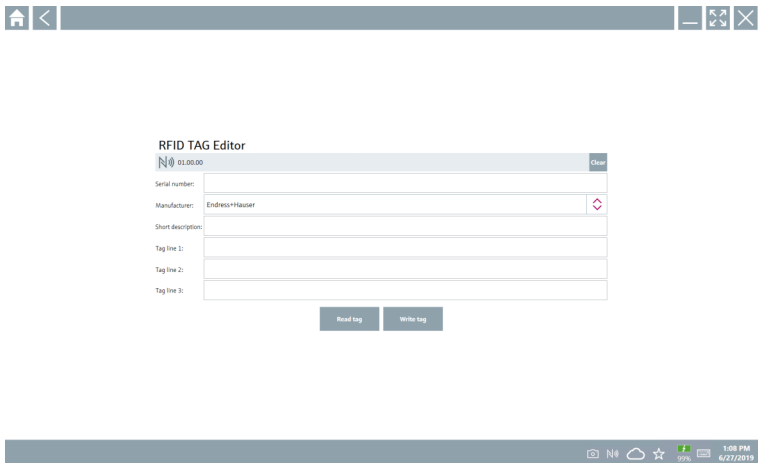 RFID TAG Editor
01.00.00 Clear
Serial number:
Manufacturer: Endress+Hauser
Short description:
Tag line 1:
Tag line 2:
Tag line 3:
Read tag Write tag
99% 1:08 PM
6/27/2019